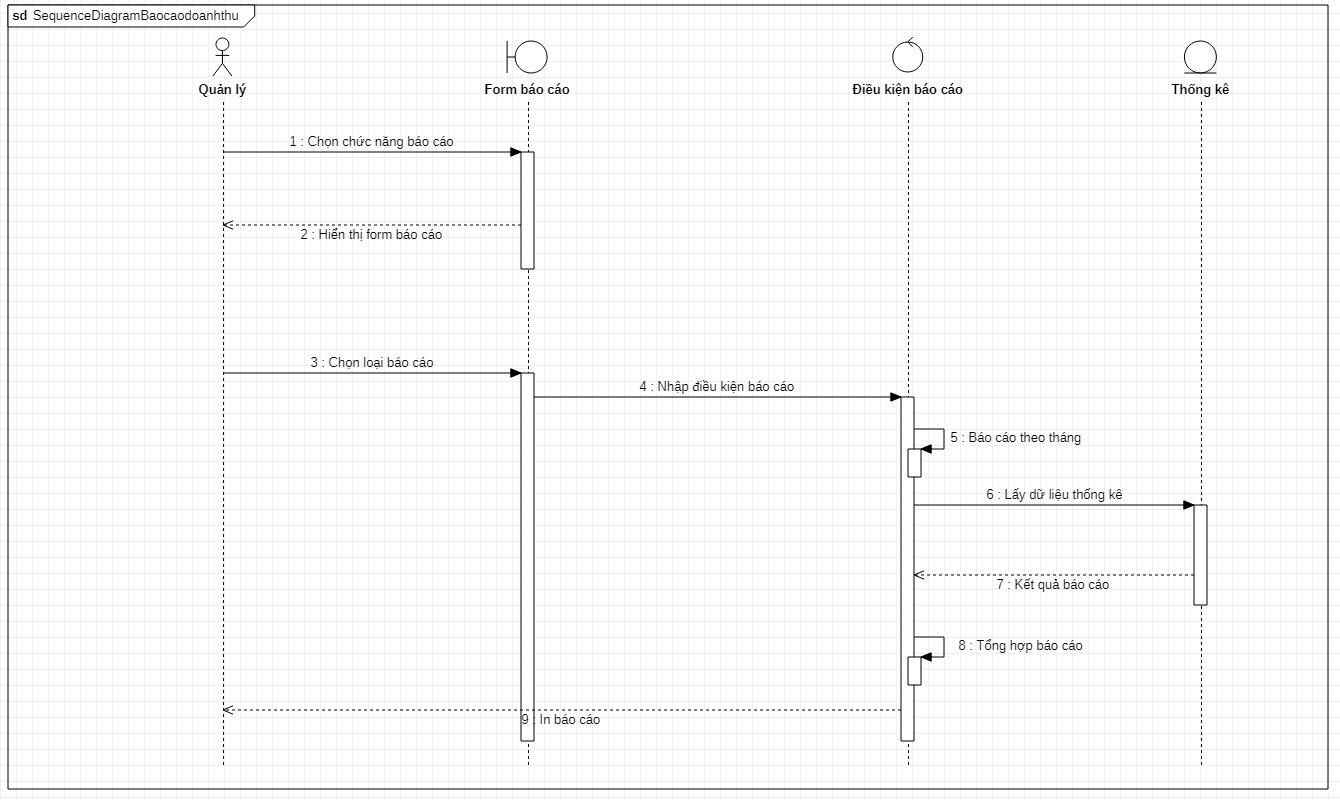 sd SequenceDiagramBaocaodoanhthu
Quản lý
Form báo cáo
Điều kiện báo cáo
Thống kê
1 : Chọn chức năng báo cáo
2 : Hiển thị form báo cáo
3 : Chọn loại báo cáo
4 : Nhập điều kiện báo cáo
5 : Báo cáo theo tháng
6 : Lấy dữ liệu thống kê
7 : Kết quả báo cáo
8 : Tổng hợp báo cáo
9 : In báo cáo